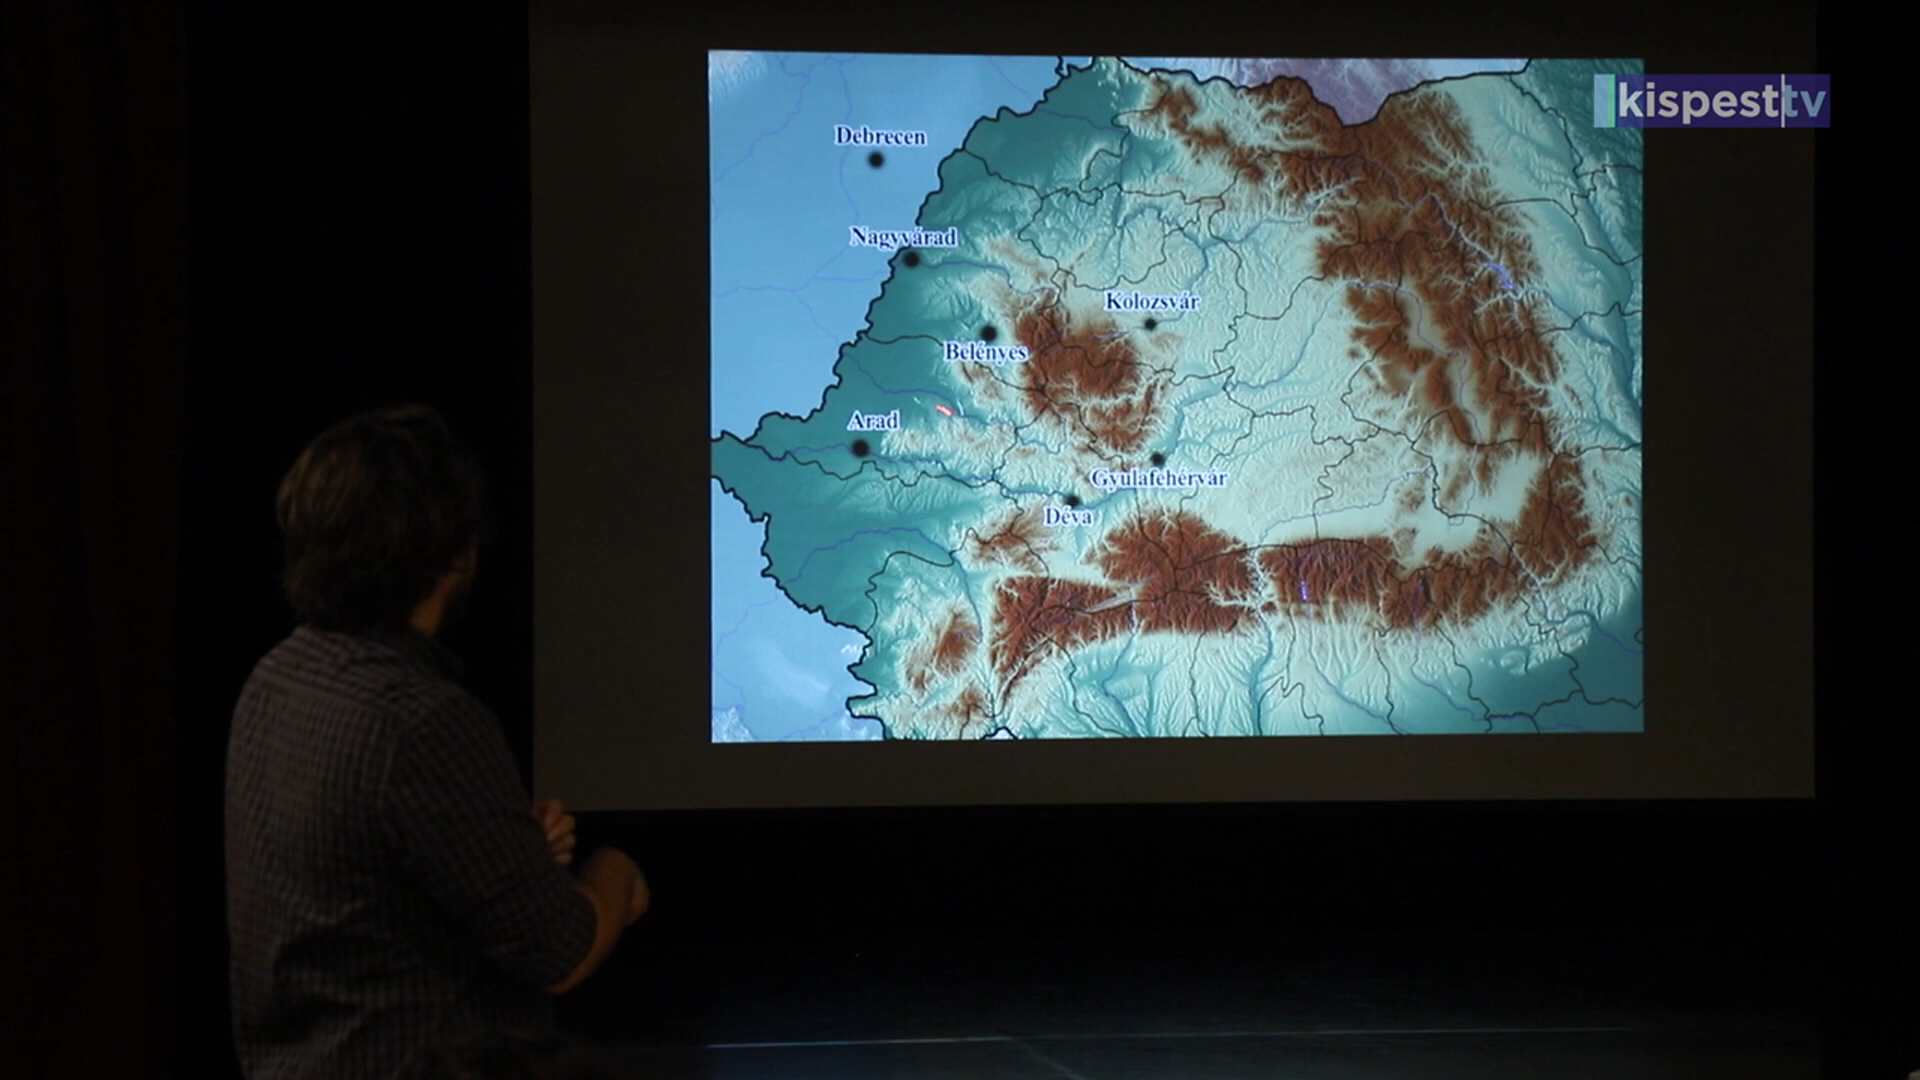 kispest tv
Debrecen
Nagyvárad
Kolozsvár
Belényes
Arad
Gyulafehérvár
Déva